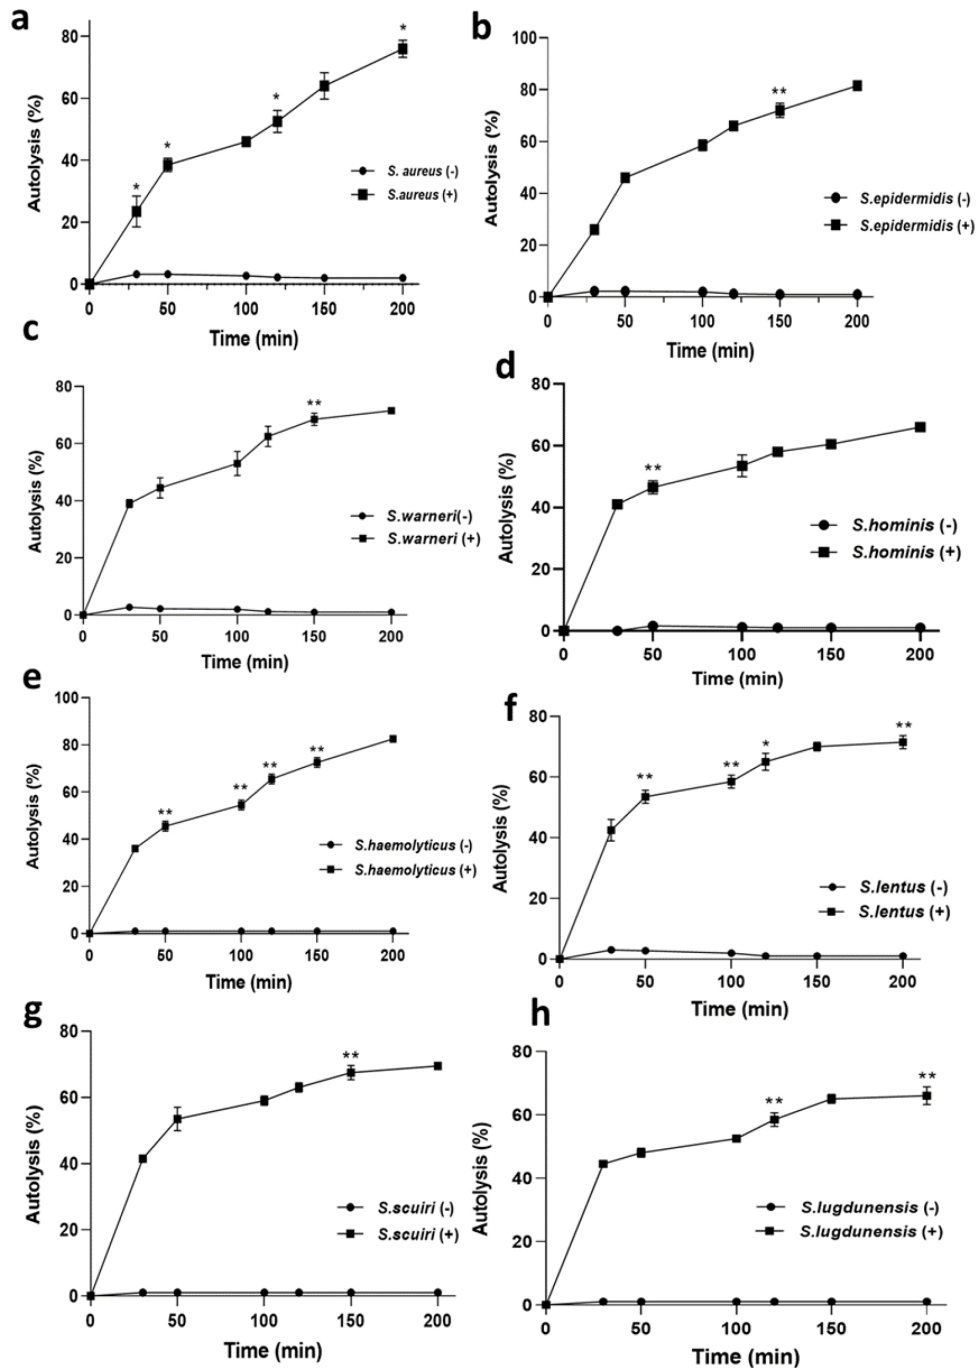 a
80
60
40
20
0
Autolysis (%)
*
*
*
*
S. aureus (-)
S.aureus (+)
0 50 100 150 200
Time (min)
b
100
80
60
40
20
0
Autolysis (%)
**
S.epidermidis (-)
S.epidermidis (+)
0 50 100 150 200
Time (min)
c
80
60
40
20
0
Autolysis (%)
**
S.warneri(-)
S.warneri (+)
0 50 100 150 200
Time (min)
d
80
60
40
20
0
Autolysis (%)
**
S.hominis (-)
S.hominis (+)
0 50 100 150 200
Time (min)
e
100
80
60
40
20
0
Autolysis (%)
**
**
**
**
S.haemolyticus (-)
S.haemolyticus (+)
0 50 100 150 200
Time (min)
f
80
60
40
20
0
Autolysis (%)
**
**
*
**
S.lentus (-)
S.lentus (+)
0 50 100 150 200
Time (min)
g
80
60
40
20
0
Autolysis (%)
**
S.scuiri (-)
S.scuiri (+)
0 50 100 150 200
Time (min)
h
80
60
40
20
0
Autolysis (%)
**
**
S.lugdunensis (-)
S.lugdunensis (+)
0 50 100 150 200
Time (min)